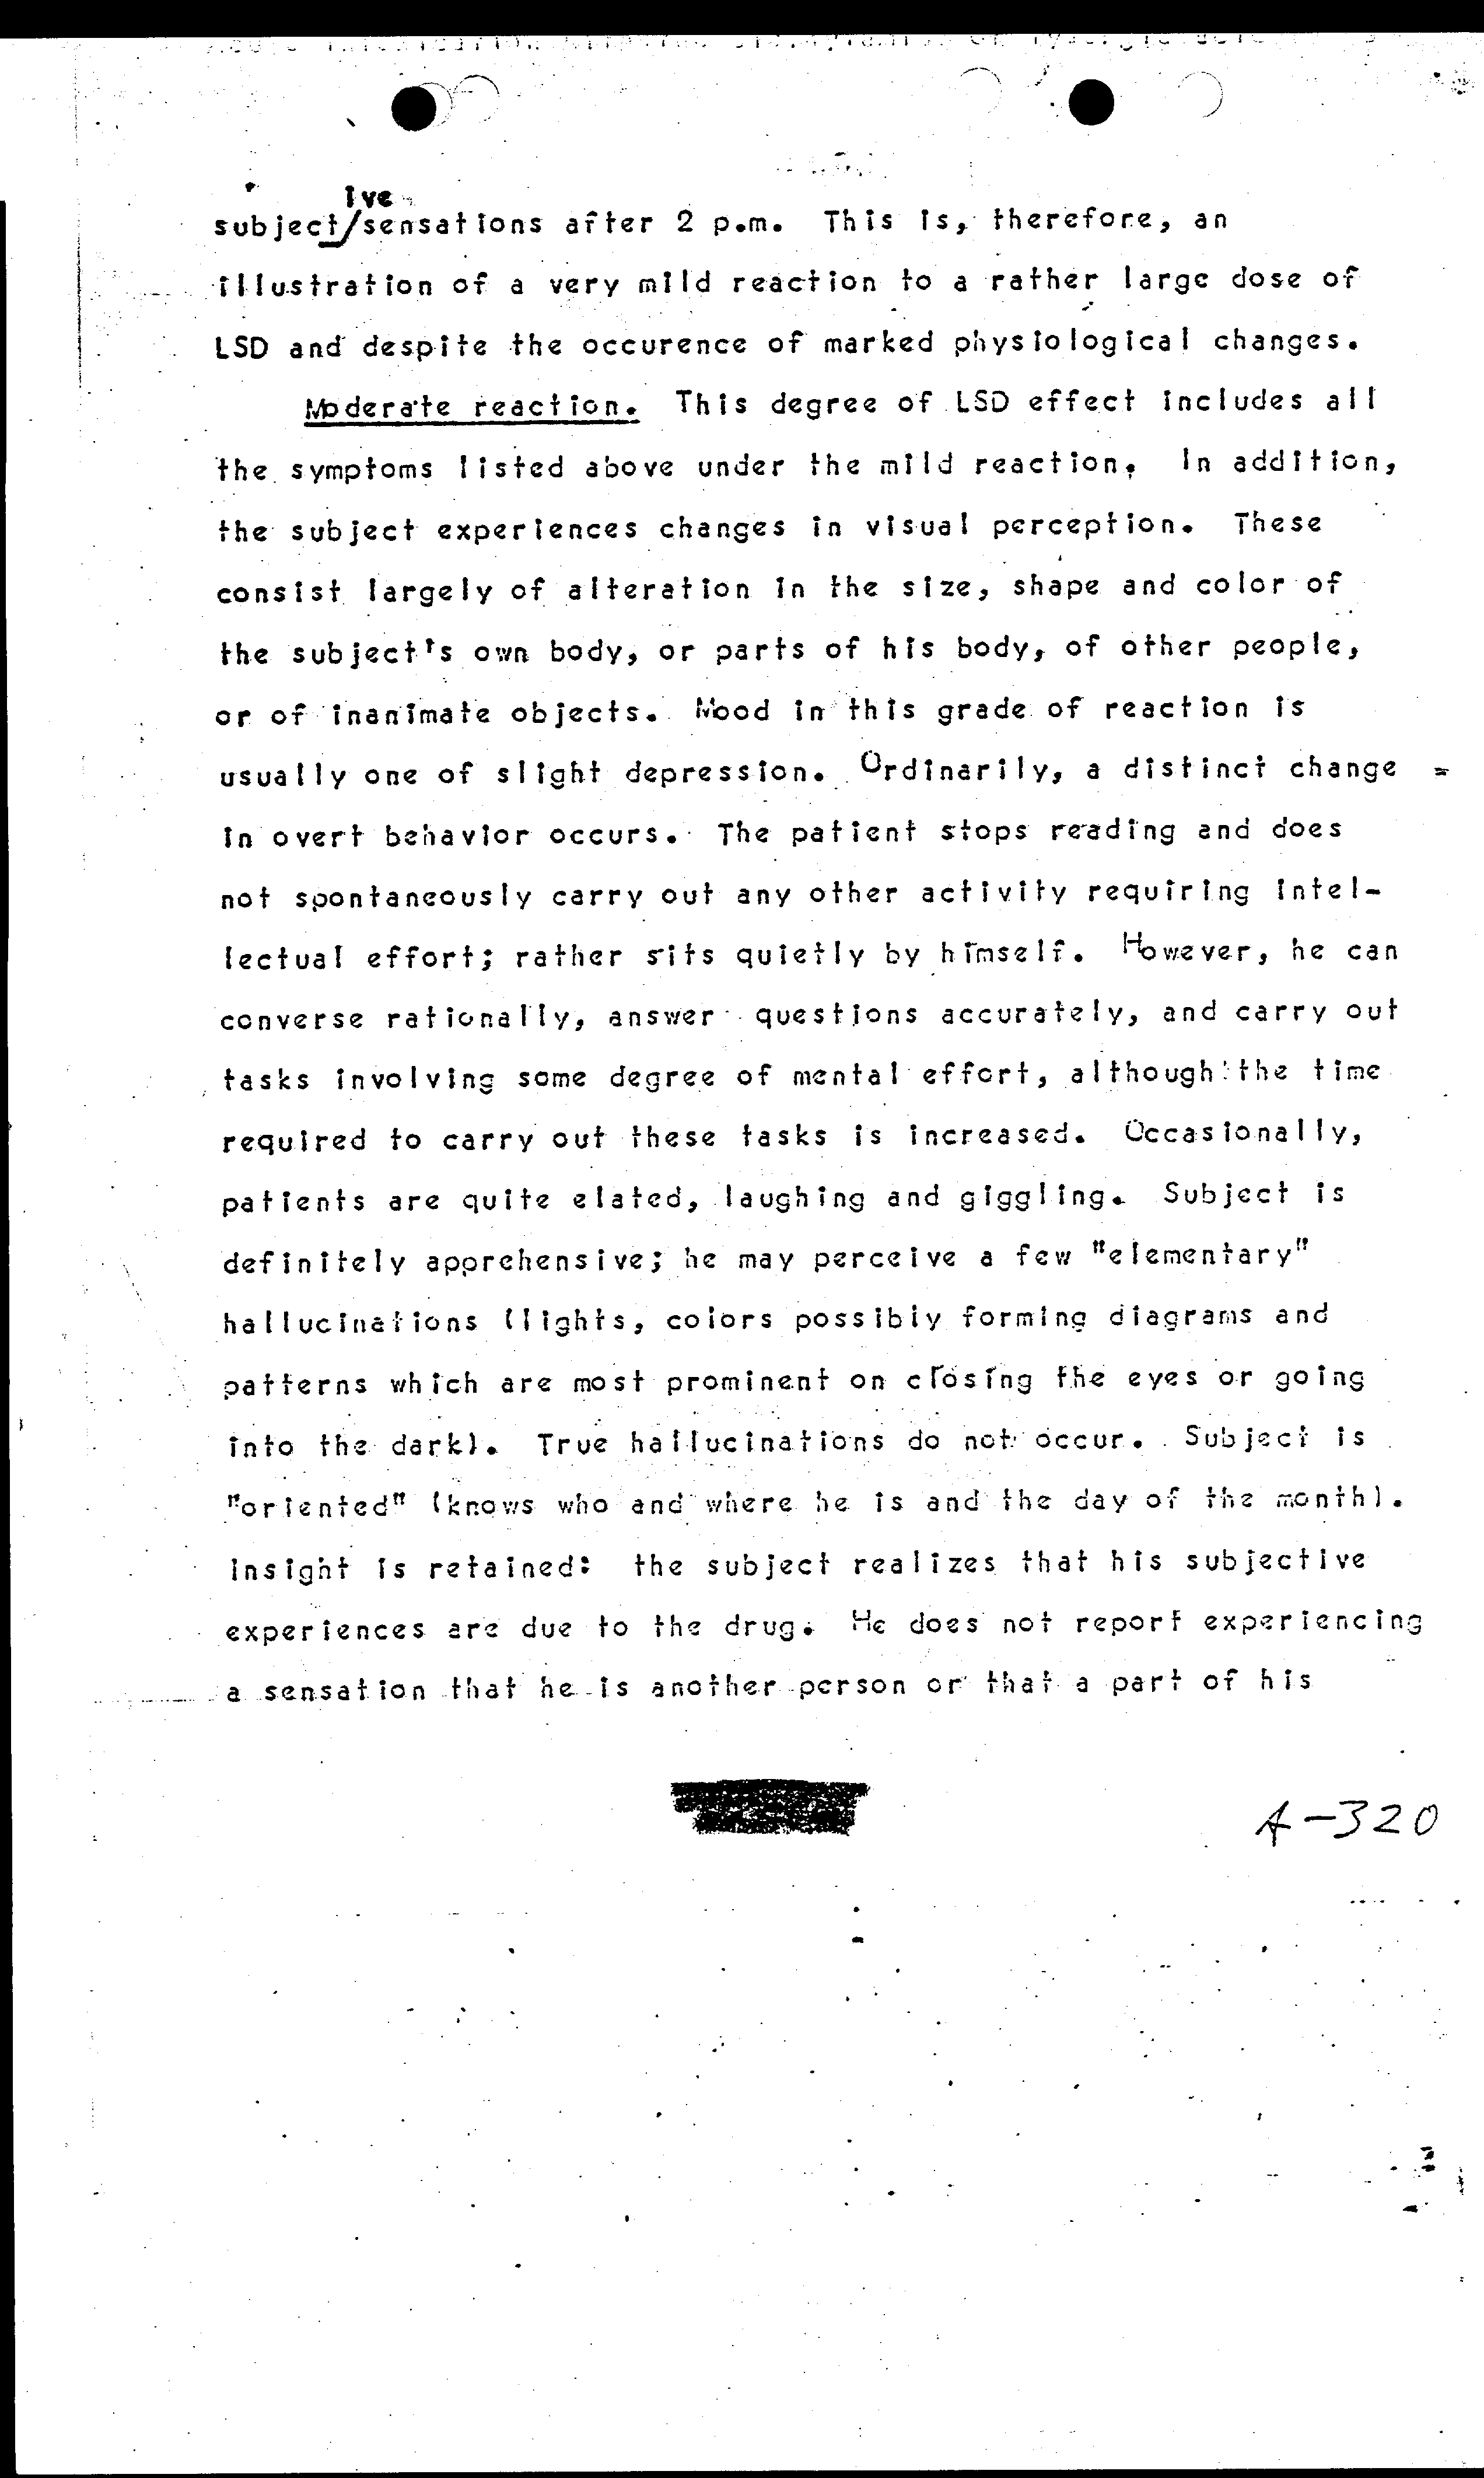 ive
subject/sensations after 2 p.m. This is, therefore, an
illustration of a very mild reaction to a rather large dose of
LSD and despite the occurence of marked physiological changes.
Moderate reaction. This degree of LSD effect includes all
the symptoms listed above under the mild reaction. In addition,
the subject experiences changes in visual perception. These
consist largely of alteration in the size, shape and color of
the subject's own body, or parts of his body, of other people,
or of inanimate objects. Mood in this grade of reaction is
usually one of slight depression. Ordinarily, a distinct change
in overt behavior occurs. The patient stops reading and does
not spontaneously carry out any other activity requiring intel-
lectual effort; rather sits quietly by himself. However, he can
converse rationally, answer questions accurately, and carry out
tasks involving some degree of mental effort, although the time
required to carry out these tasks is increased. Occasionally,
patients are quite elated, laughing and giggling. Subject is
definitely apprehensive; he may perceive a few "elementary"
hallucinations (lights, colors possibly forming diagrams and
patterns which are most prominent on closing the eyes or going
into the dark). True hallucinations do not occur. Subject is
"oriented" (knows who and where he is and the day of the month).
Insight is retained: the subject realizes that his subjective
experiences are due to the drug. He does not report experiencing
a sensation that he is another person or that a part of his
A-320